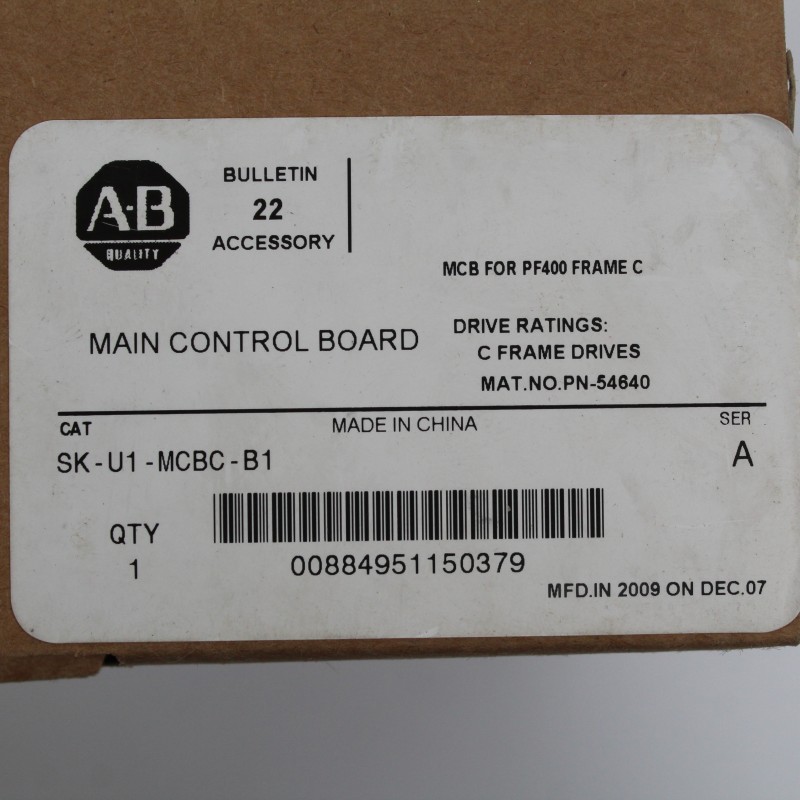 A-B
QUALITY
BULLETIN
22
ACCESSORY
MCB FOR PF400 FRAME C
MAIN CONTROL BOARD
DRIVE RATINGS:
C FRAME DRIVES
MAT.NO.PN-54640
CAT
MADE IN CHINA
SER
SK-U1-MCBC-B1
A
QTY
1
00884951150379
MFD.IN 2009 ON DEC.07